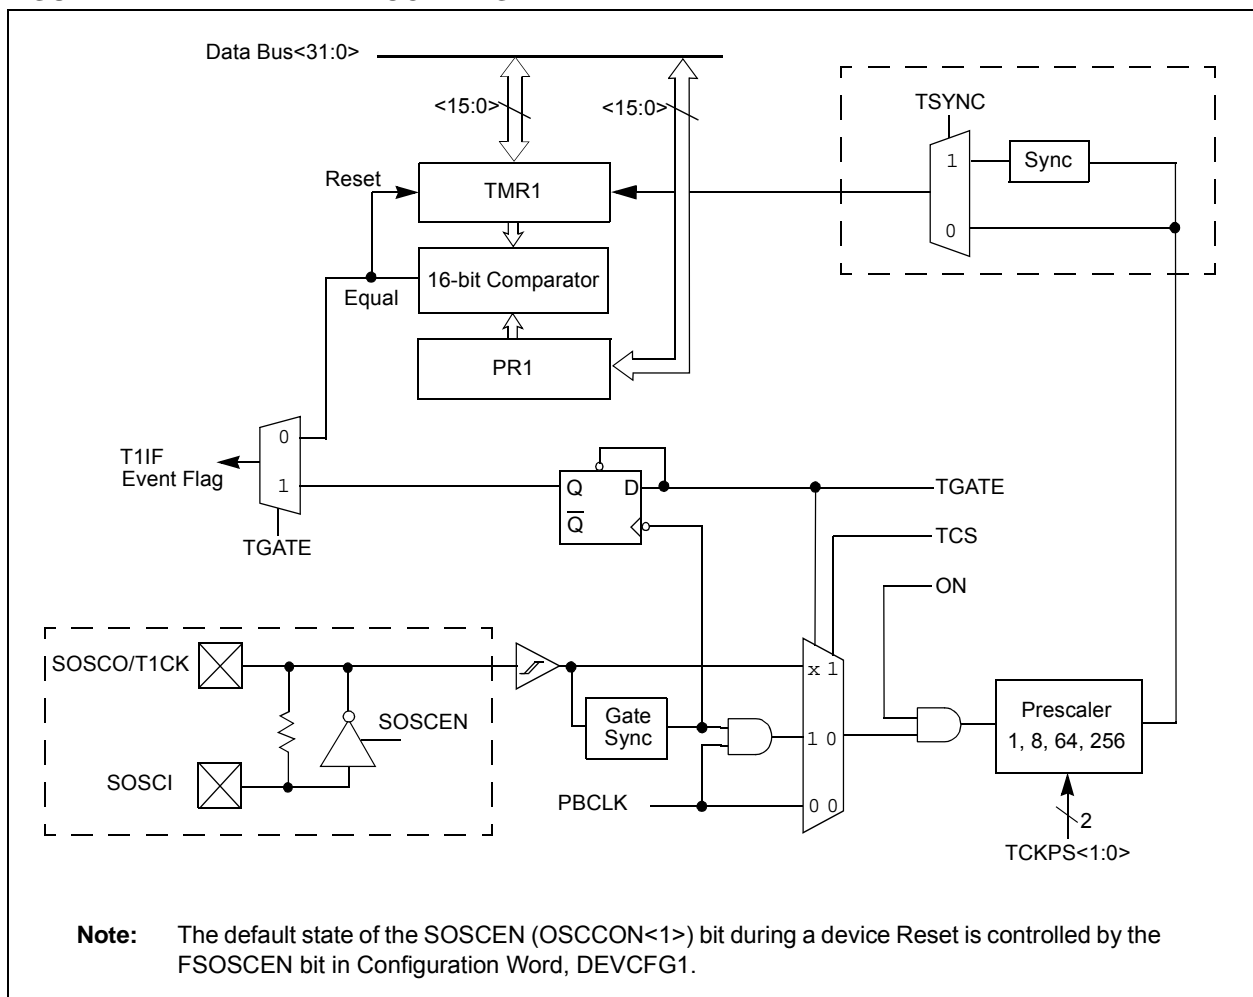 Data Bus<31:0>
<15:0>
<15:0>
TSYNC
1
Sync
0
Reset
TMR1
16-bit Comparator
Equal
PR1
0
T1IF
Event Flag
1
TGATE
Q
D
Q
TGATE
TCS
ON
SOSCO/T1CK
SOSCEN
SOSCI
Gate
Sync
PBCLK
x 1
1 0
0 0
Prescaler
1, 8, 64, 256
2
TCKPS<1:0>
Note: The default state of the SOSCEN (OSCCON<1>) bit during a device Reset is controlled by the
FSOSCEN bit in Configuration Word, DEVCFG1.